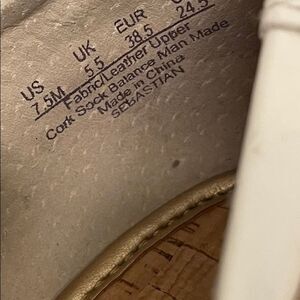 US UK EUR
7.5M 5.5 38.5 24.5
Fabric/Leather Upper
Cork Sock Balance Man Made
Made in China
SEBASTIAN